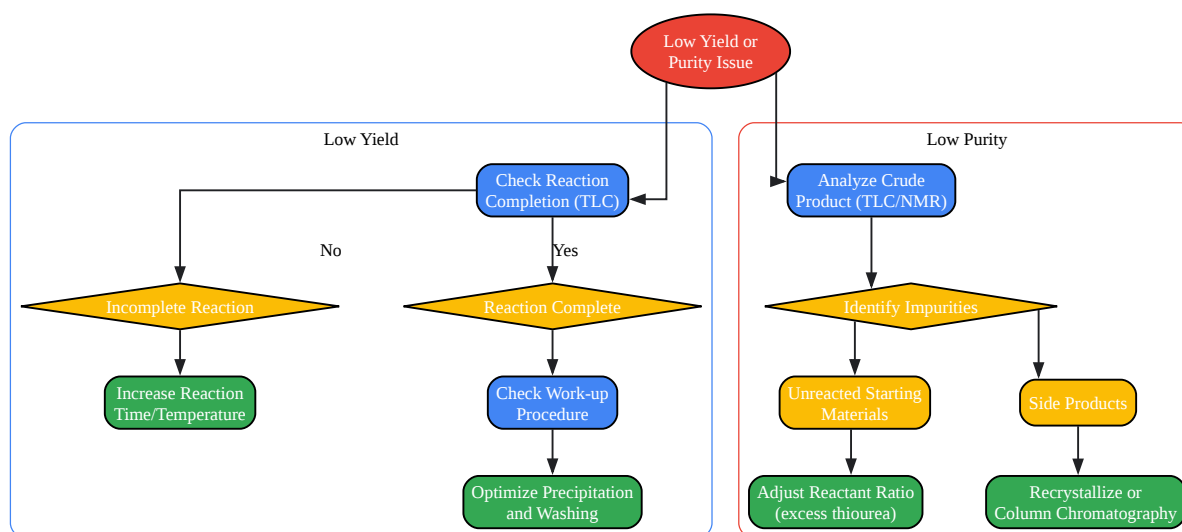 Low Yield or
Purity Issue
Low Yield
Low Purity
Check Reaction
Completion (TLC)
Analyze Crude
Product (TLC/NMR)
No
Yes
Incomplete Reaction
Reaction Complete
Identify Impurities
Increase Reaction
Time/Temperature
Check Work-up
Procedure
Unreacted Starting
Materials
Side Products
Optimize Precipitation
and Washing
Adjust Reactant Ratio
(excess thiourea)
Recrystallize or
Column Chromatography